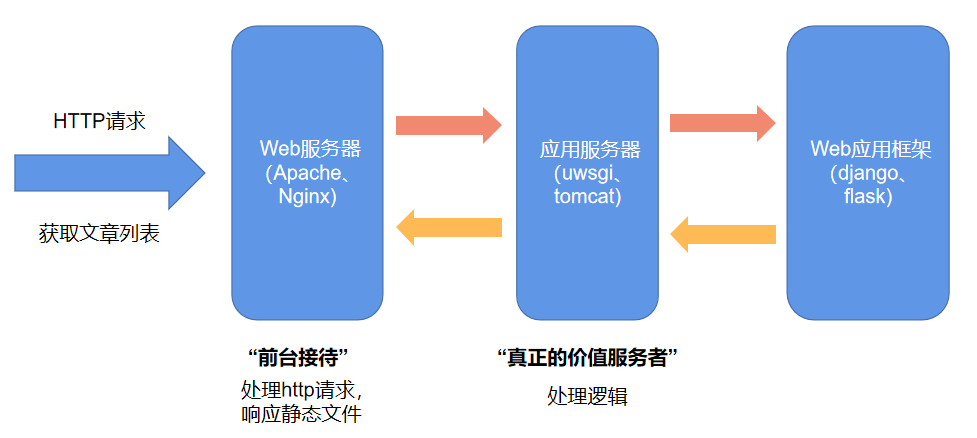 HTTP请求
获取文章列表
Web服务器
(Apache、
Nginx)
应用服务器
(uwsgi、
tomcat)
Web应用框架
(django、
flask)
“前台接待”
处理http请求，
响应静态文件
“真正的价值服务者”
处理逻辑